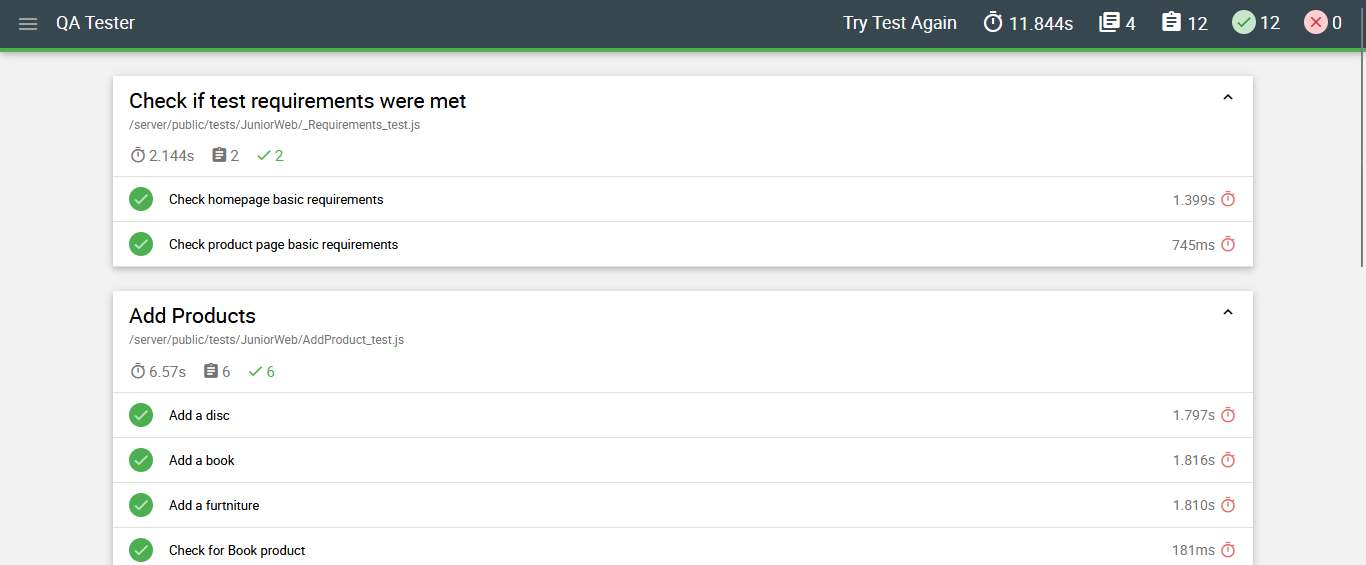 QA Tester Try Test Again 11.844s 4 12 12 0
Check if test requirements were met
/server/public/tests/JuniorWeb/_Requirements_test.js
2.144s 2 2
Check homepage basic requirements 1.399s
Check product page basic requirements 745ms
Add Products
/server/public/tests/JuniorWeb/AddProduct_test.js
6.57s 6 6
Add a disc 1.797s
Add a book 1.816s
Add a furtniture 1.810s
Check for Book product 181ms